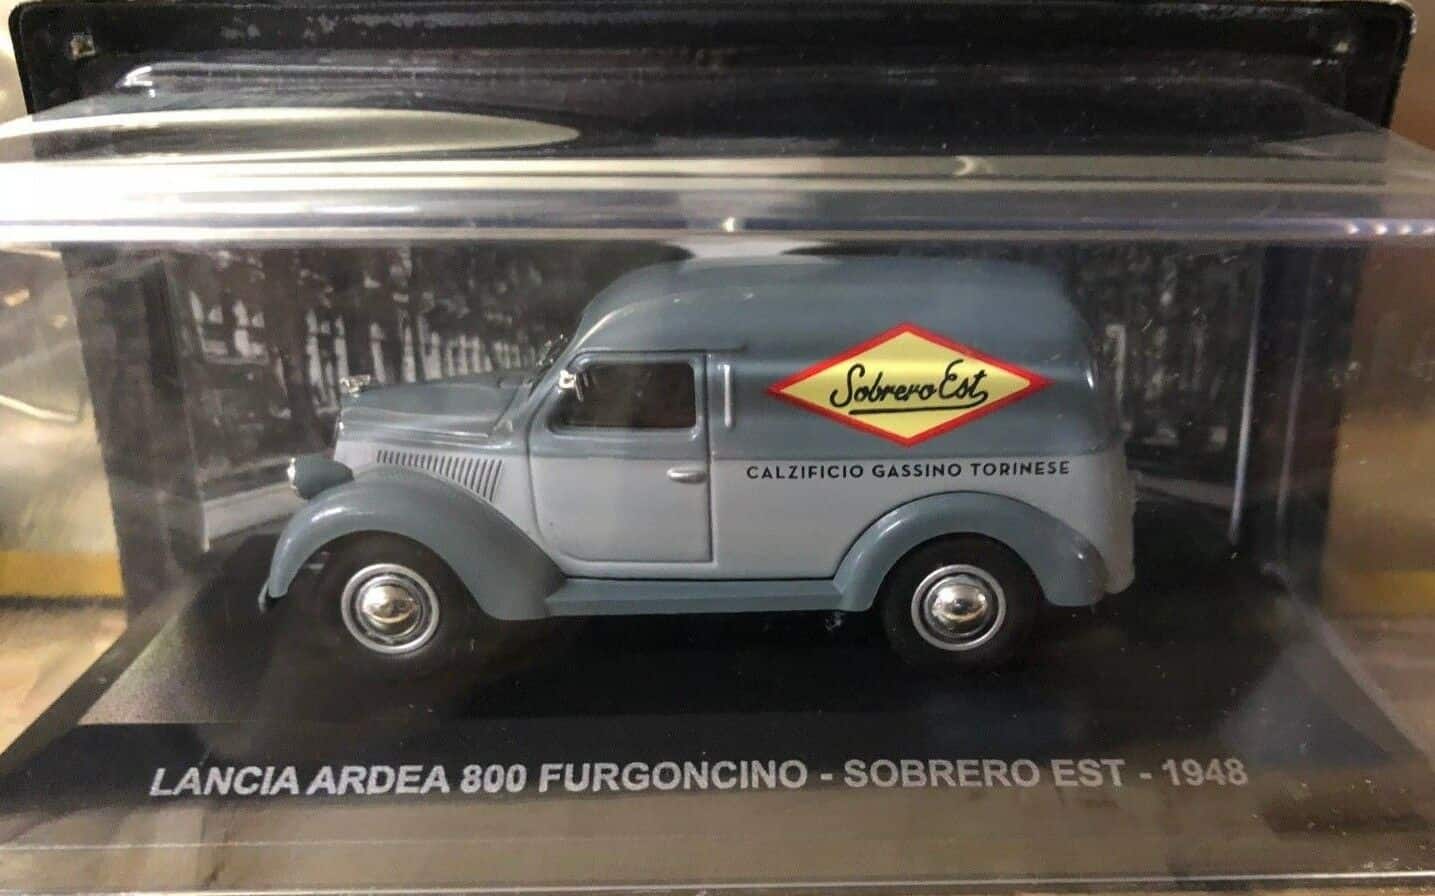 Sobrero Est
CALZIFICIO GASSINO TORINESE
LANCIA ARDEA 800 FURGONCINO - SOBRERO EST - 1948